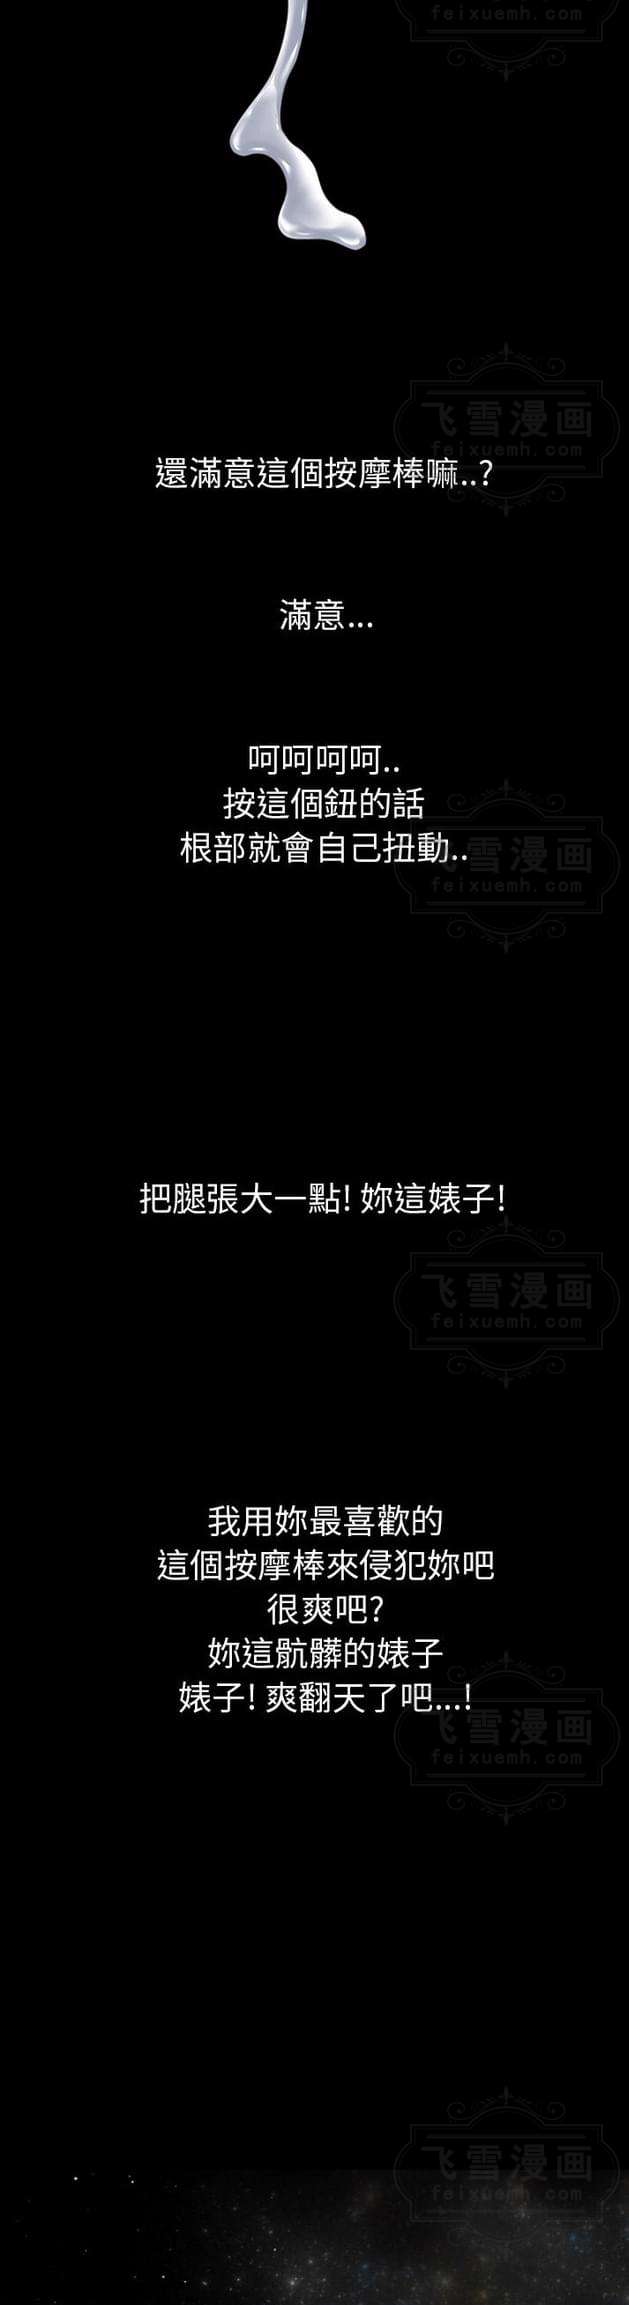 feixuemh.com
飞雪漫画
feixuemh.com
還滿意這個按摩棒嘛..?
滿意...
呵呵呵呵..
按這個鈕的話
根部就會自己扭動..
飞雪漫画
feixuemh.com
把腿張大一點! 妳這婊子!
飞雪漫画
feixuemh.com
我用妳最喜歡的
這個按摩棒來侵犯妳吧
很爽吧?
妳這骯髒的婊子
婊子! 爽翻天了吧...!
飞雪漫画
feixuemh.com
飞雪漫画
feixuemh.com